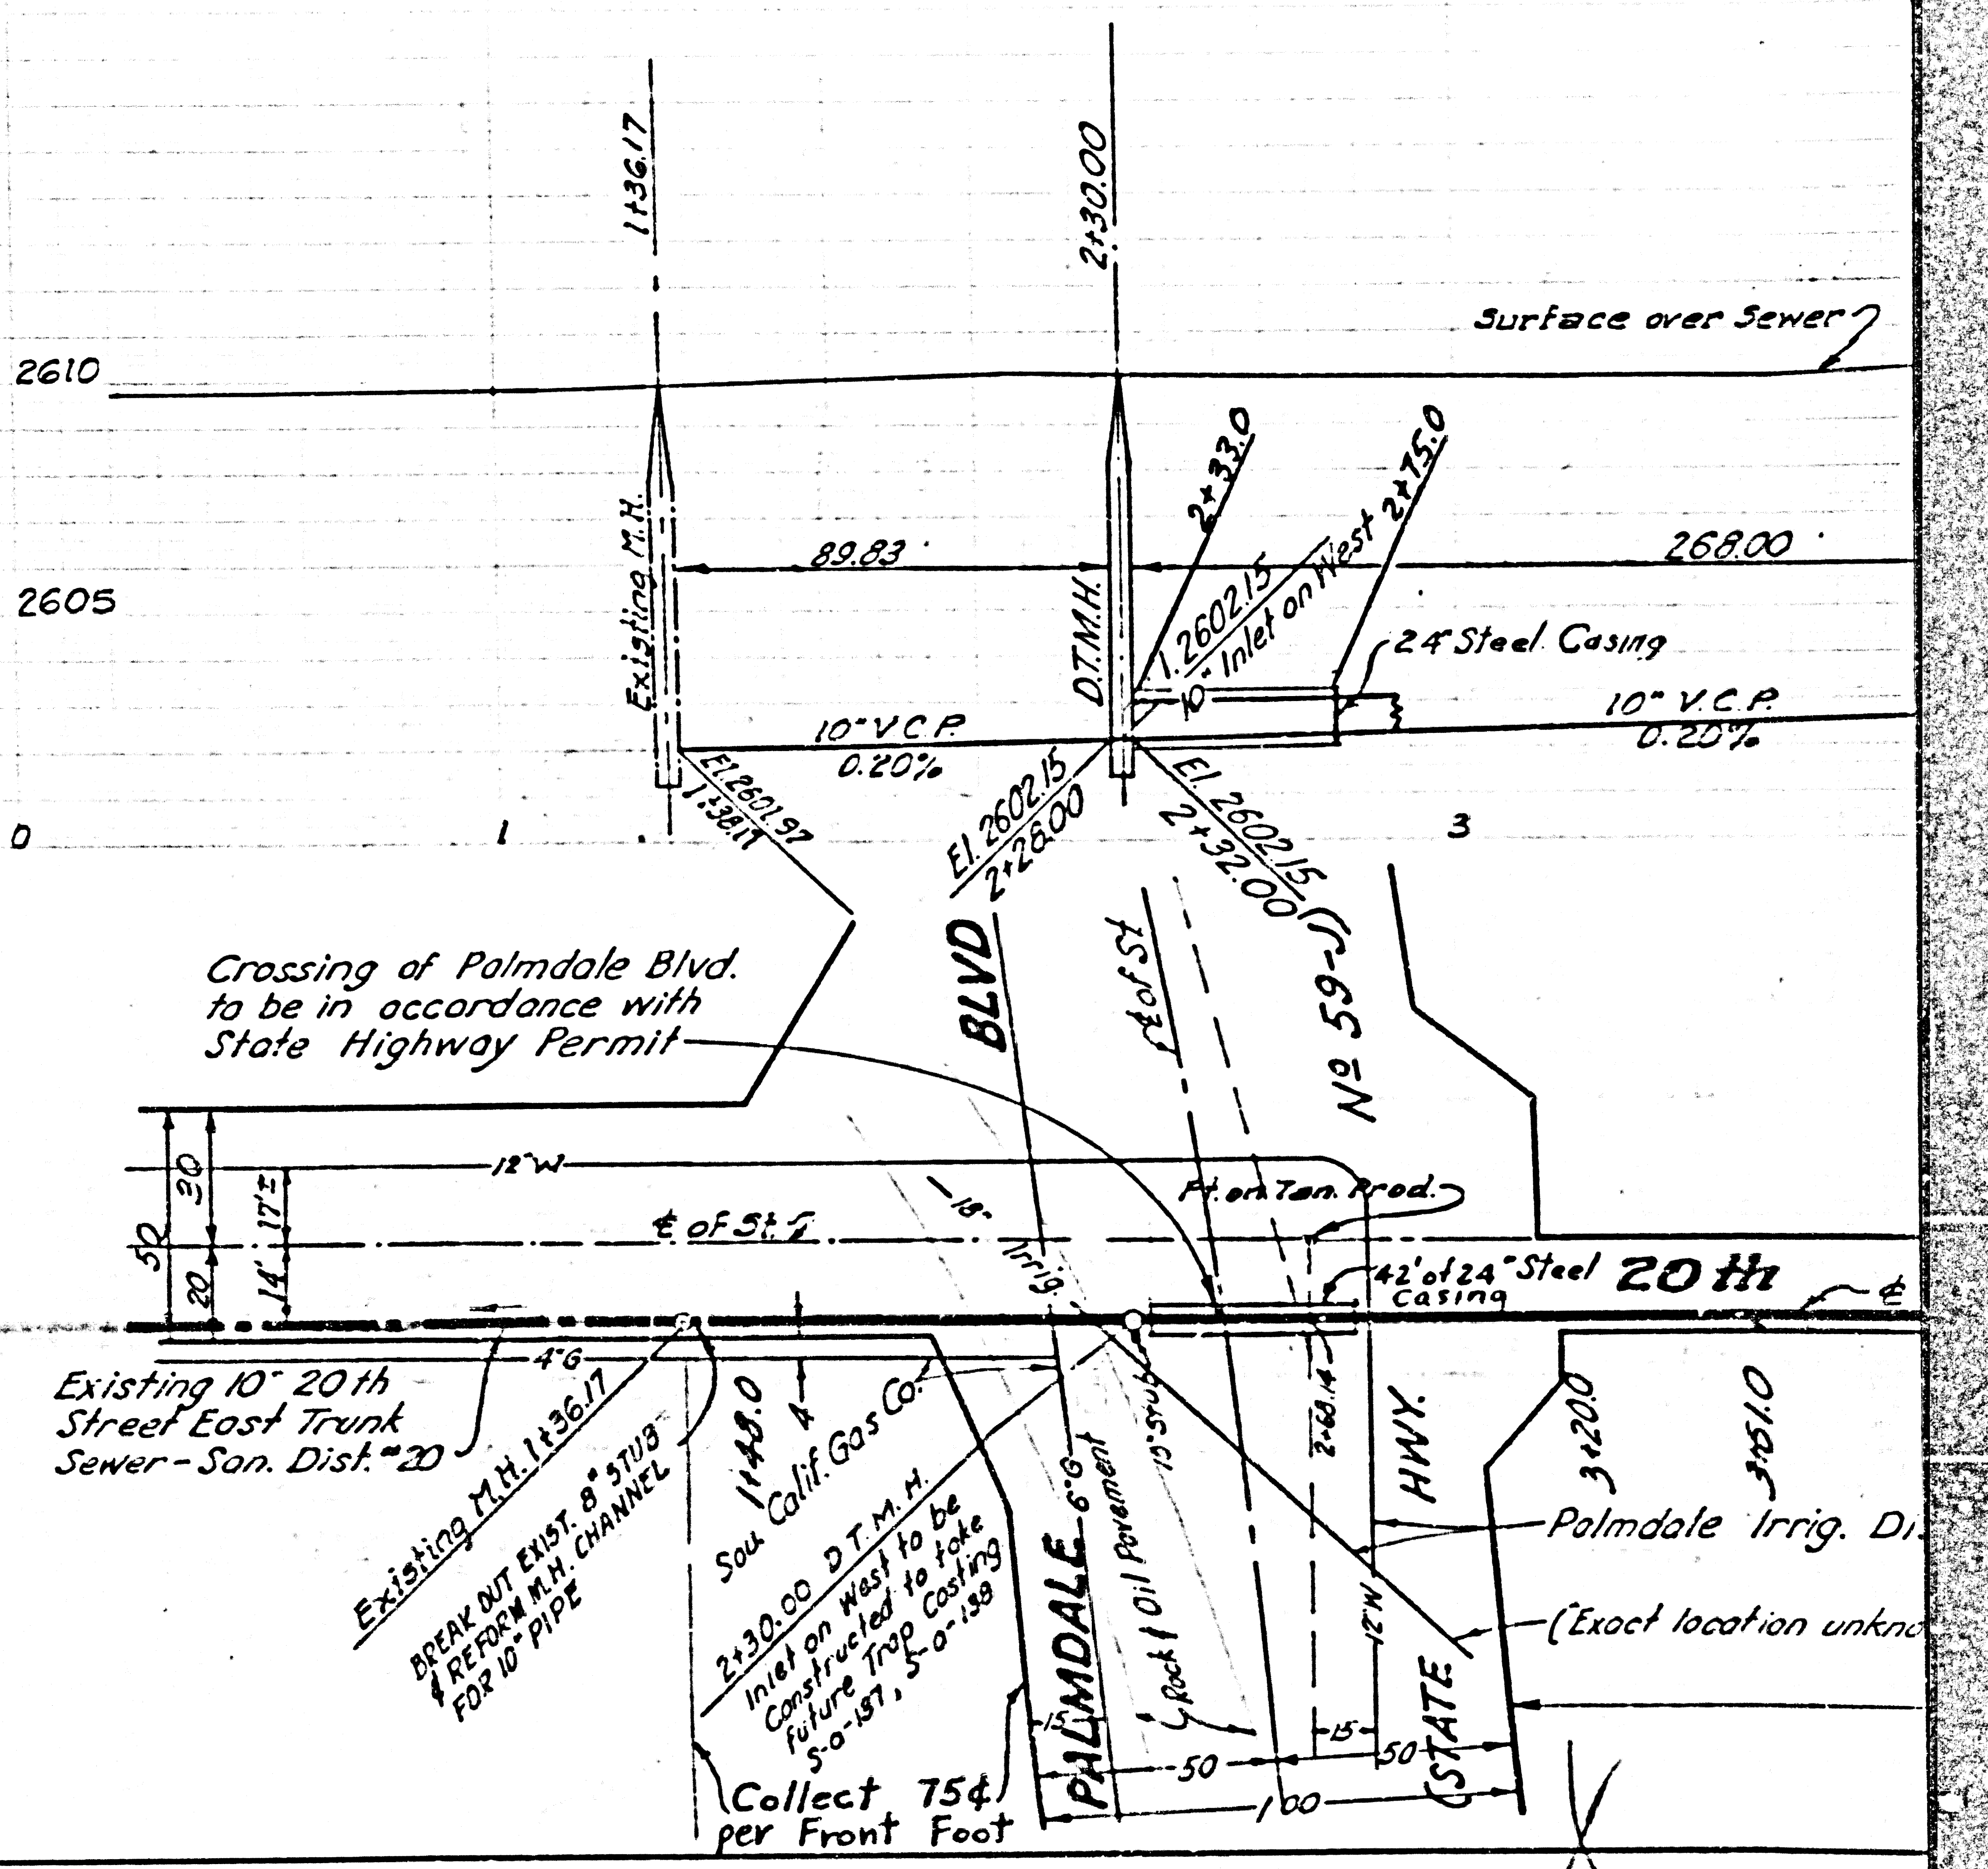 1+36.17
2+30.00
Surface over Sewer
2610
2+33.0
2+75.0
89.83
268.00
2605
Existing M.H.
D.T.M.H.
I. 2602.15
10" Inlet on West
24" Steel Casing
10" V.C.P.
0.20%
10" V.C.P.
0.20%
El. 2601.97
1+38.17
El. 2602.15
2+28.00
El. 2602.15
2+32.00
0
1
3
Crossing of Palmdale Blvd.
to be in accordance with
State Highway Permit
BLVD
℄ of St
Nº 59-J)
12"W
30
17'±
50
20
14'
℄ OF St.
18"
Irrig.
Pt. on Tan. Prod.
42' of 24" Steel
Casing
20th
℄
4"G
Existing 10" 20th
Street East Trunk
Sewer-San. Dist. #20
Existing M.H. 1+36.17
BREAK OUT EXIST. 8" STUB
& REFORM M.H. CHANNEL
FOR 10" PIPE
1+48.0
4
Sou. Calif. Gas Co.
2+30.00 D.T.M.H.
Inlet on West to be
Constructed to take
future Trap Casting
S-a-137, S-a-138
PALMDALE
6"G
Rock & Oil Pavement
10" Stub
2+68.14
HWY.
3+20.0
3+51.0
Palmdale Irrig. Di
12"W
(Exact location unkno
(STATE
15
15
50
50
100
Collect 75¢
per Front Foot